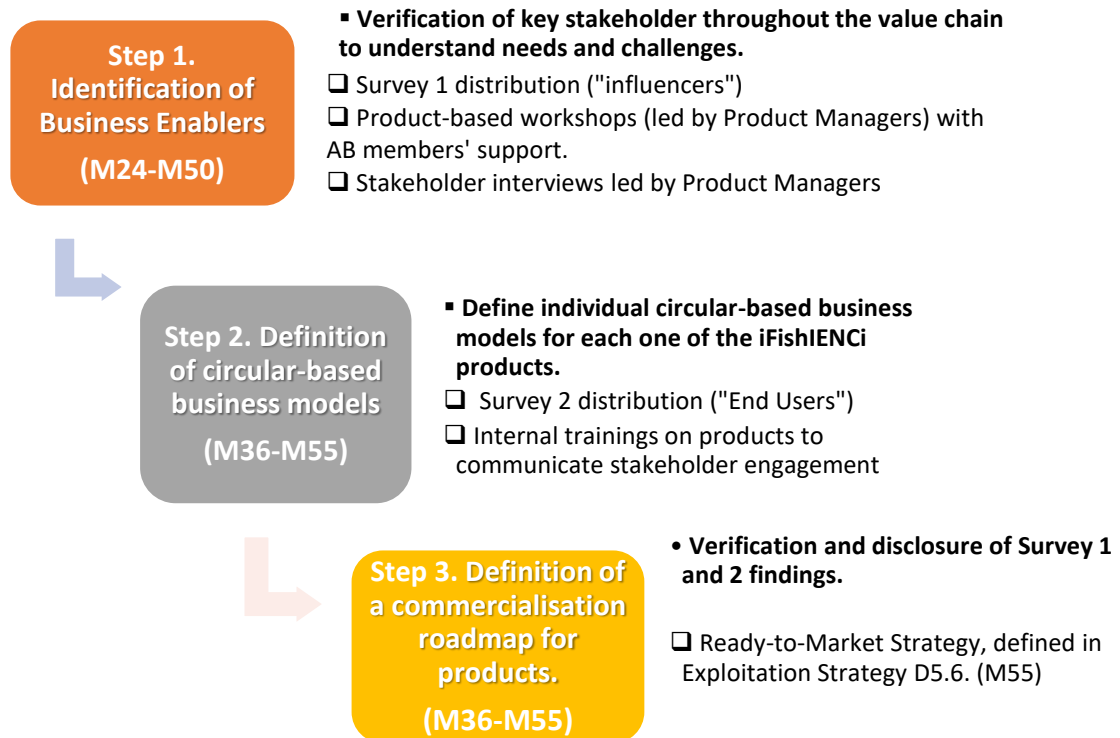 Step 1.
Identification of
Business Enablers
(M24-M50)
▪ Verification of key stakeholder throughout the value chain
to understand needs and challenges.
❑ Survey 1 distribution ("influencers")
❑ Product-based workshops (led by Product Managers) with
AB members' support.
❑ Stakeholder interviews led by Product Managers
Step 2. Definition
of circular-based
business models
(M36-M55)
▪ Define individual circular-based business
models for each one of the iFishIENCi
products.
❑ Survey 2 distribution ("End Users")
❑ Internal trainings on products to
communicate stakeholder engagement
Step 3. Definition of
a commercialisation
roadmap for
products.
(M36-M55)
• Verification and disclosure of Survey 1
and 2 findings.
❑ Ready-to-Market Strategy, defined in
Exploitation Strategy D5.6. (M55)